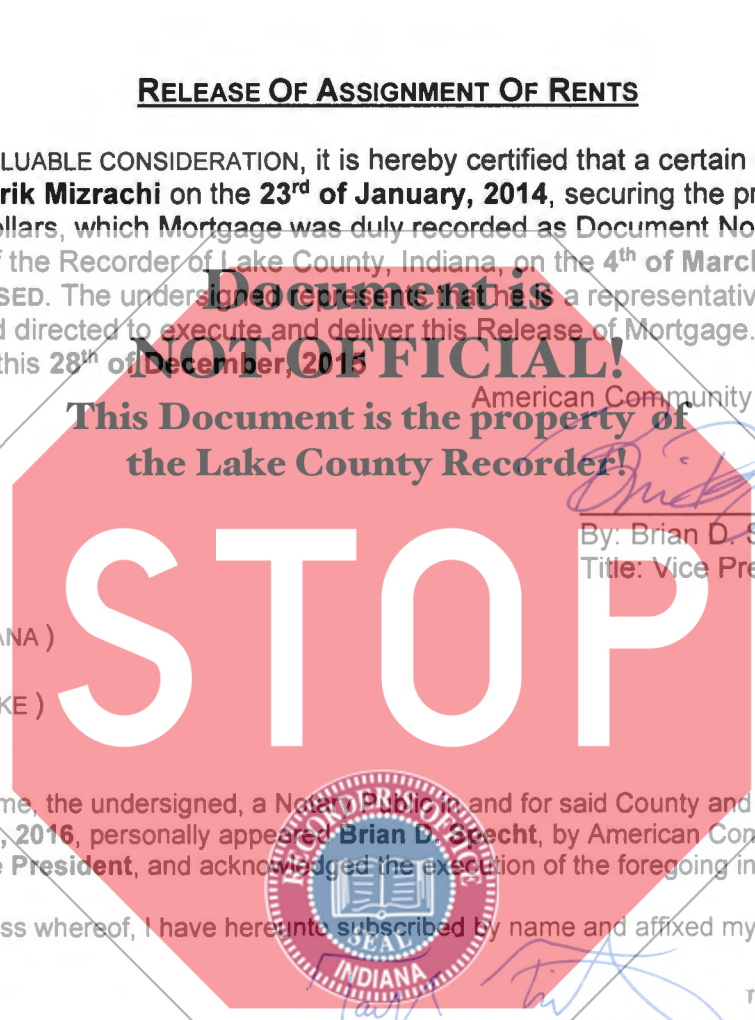 RELEASE OF ASSIGNMENT OF RENTS
LUABLE CONSIDERATION, it is hereby certified that a certain
rik Mizrachi on the 23rd of January, 2014, securing the pr
ollars, which Mortgage was duly recorded as Document No
f the Recorder of Lake County, Indiana, on the 4th of March
SED. The undersigned represents that he is a representativ
d directed to execute and deliver this Release of Mortgage.
this 28th of December, 2015
Document is
NOT OFFICIAL!
This Document is the property of
the Lake County Recorder!
American Community
By: Brian D. S
Title: Vice Pre
STOP
ANA )
KE )
me, the undersigned, a Notary Public in and for said County and
, 2016, personally appeared Brian D. Specht, by American Com
e President, and acknowledged the execution of the foregoing in
ss whereof, I have hereunto subscribed by name and affixed my
RECORDER'S OFFICE
SEAL
INDIANA